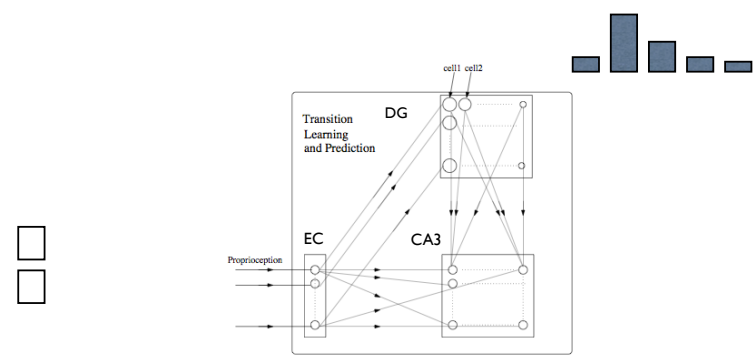 cell1 cell2
Transition
Learning
and Prediction
DG
EC
CA3
Proprioception